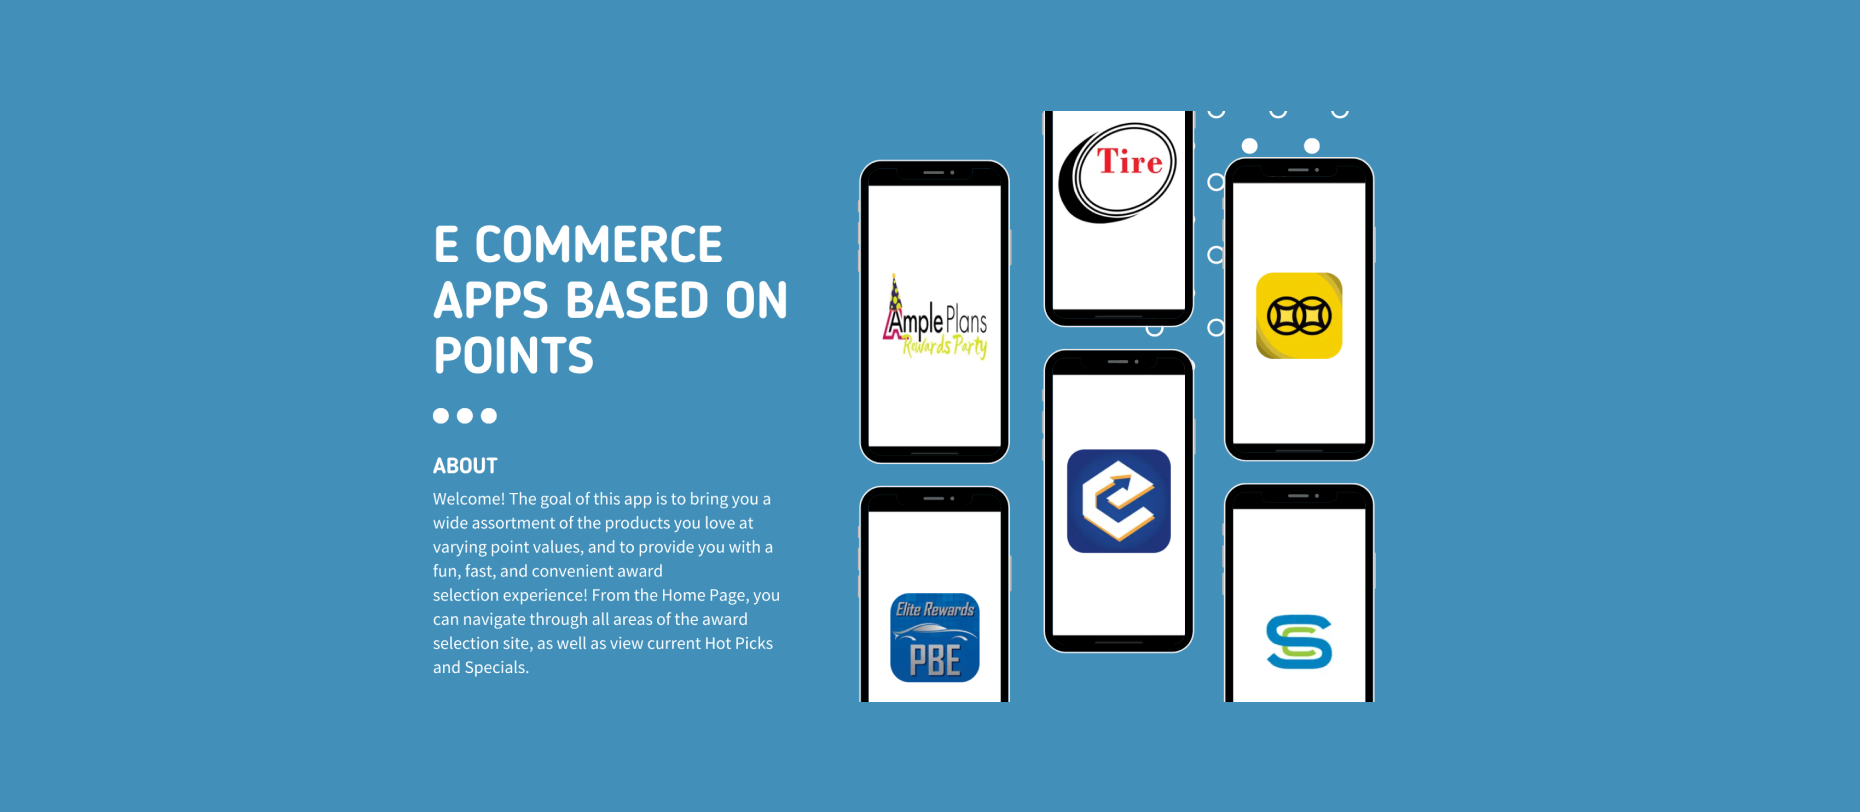 E COMMERCE
APPS BASED ON
POINTS
ABOUT
Welcome! The goal of this app is to bring you a
wide assortment of the products you love at
varying point values, and to provide you with a
fun, fast, and convenient award
selection experience! From the Home Page, you
can navigate through all areas of the award
selection site, as well as view current Hot Picks
and Specials.
Ample Plans
Rewards Party
Tire
Elite Rewards
PBE